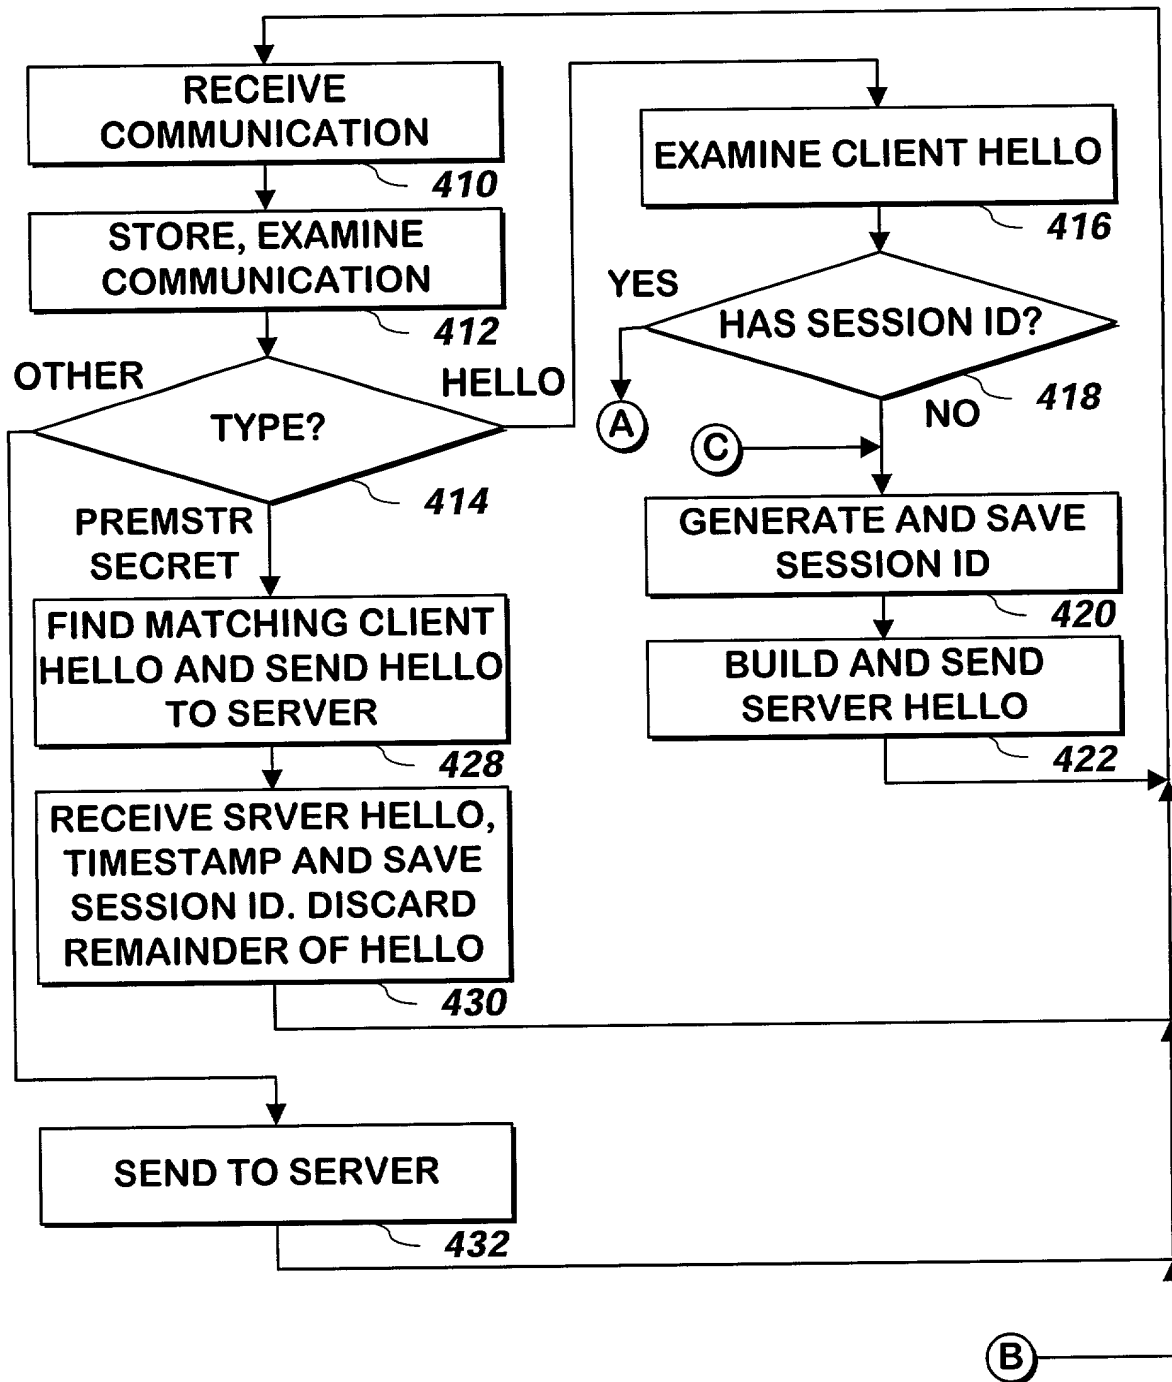 RECEIVE
COMMUNICATION
410
STORE, EXAMINE
COMMUNICATION
412
OTHER
HELLO
TYPE?
414
PREMSTR
SECRET
FIND MATCHING CLIENT
HELLO AND SEND HELLO
TO SERVER
428
RECEIVE SRVER HELLO,
TIMESTAMP AND SAVE
SESSION ID. DISCARD
REMAINDER OF HELLO
430
SEND TO SERVER
432
EXAMINE CLIENT HELLO
416
YES
HAS SESSION ID?
418
A
NO
C
GENERATE AND SAVE
SESSION ID
420
BUILD AND SEND
SERVER HELLO
422
B